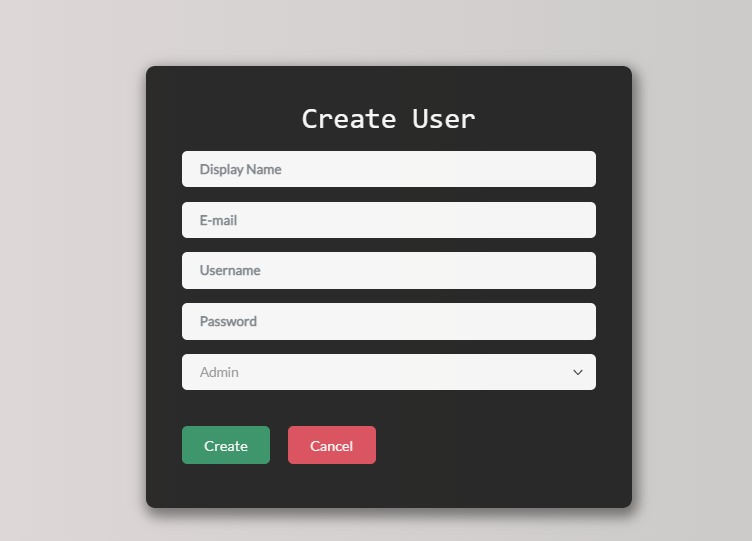 Create User
Display Name
E-mail
Username
Password
Admin
Create Cancel